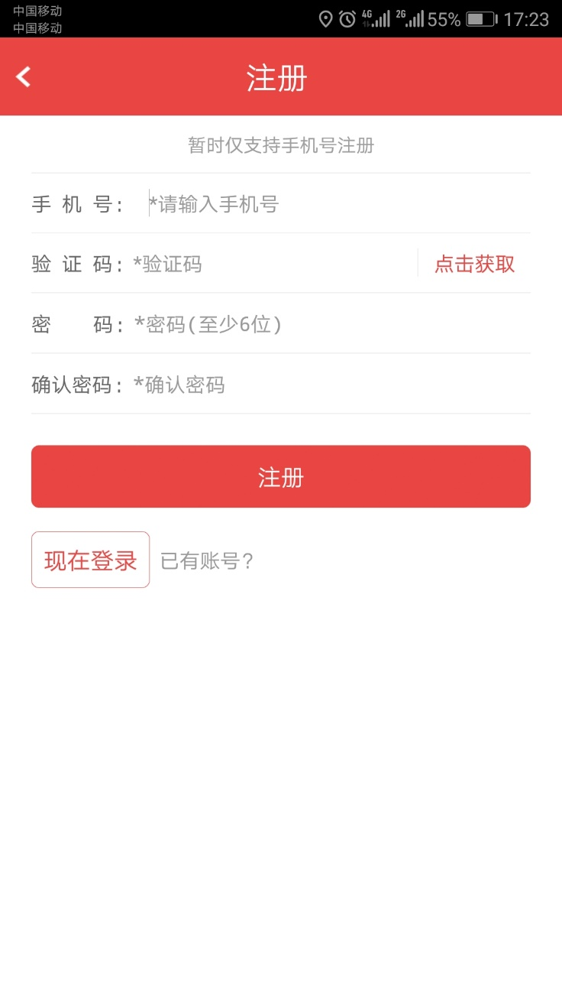 中国移动
中国移动
4G 2G 55% 17:23
注册
暂时仅支持手机号注册
手 机 号: *请输入手机号
验 证 码: *验证码 点击获取
密 码: *密码(至少6位)
确认密码: *确认密码
注册
现在登录 已有账号?